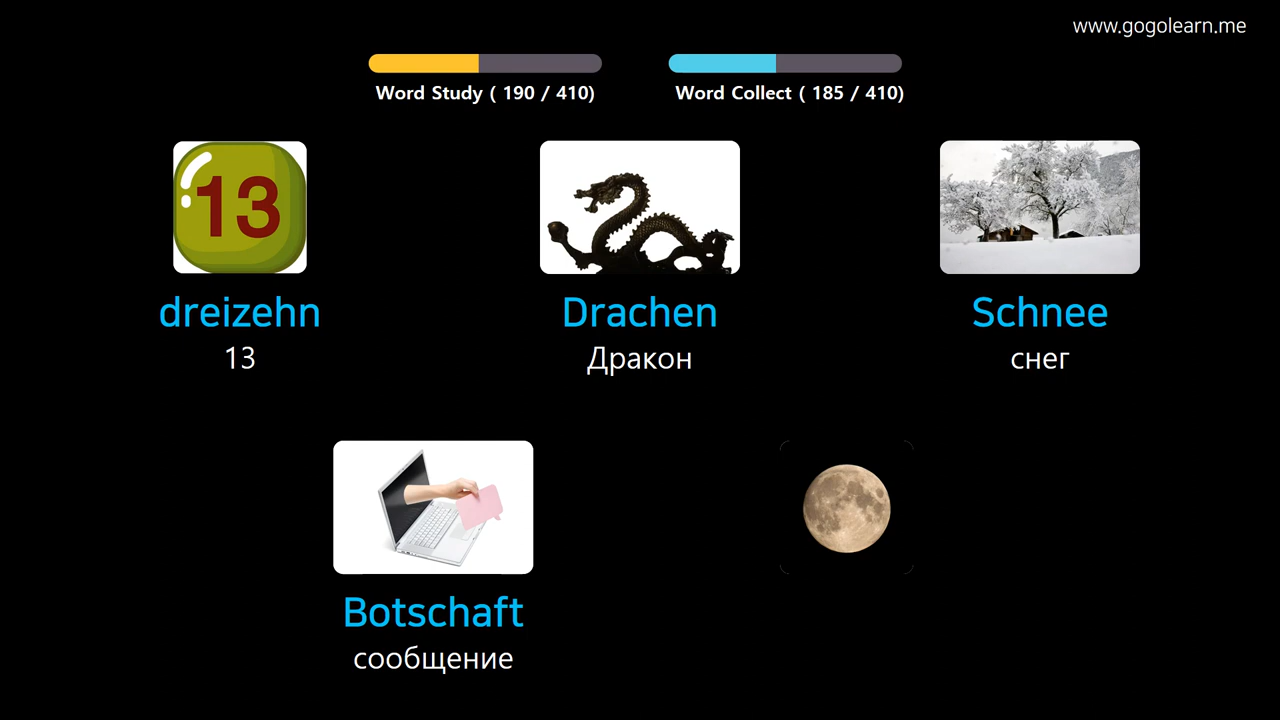 www.gogolearn.me
Word Study ( 190 / 410)
Word Collect ( 185 / 410)
13
dreizehn
13
Drachen
Дракон
Schnee
снег
Botschaft
сообщение